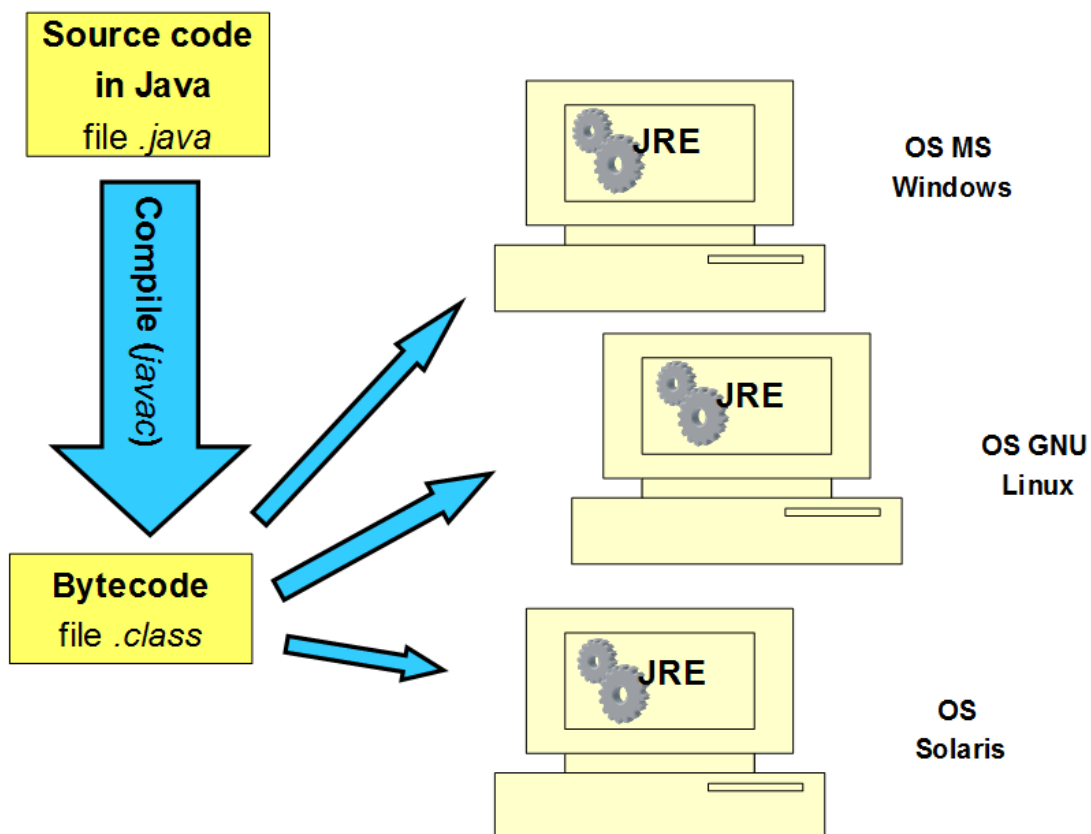 Source code
in Java
file .java
Compile (javac)
Bytecode
file .class
JRE
OS MS
Windows
JRE
OS GNU
Linux
JRE
OS
Solaris